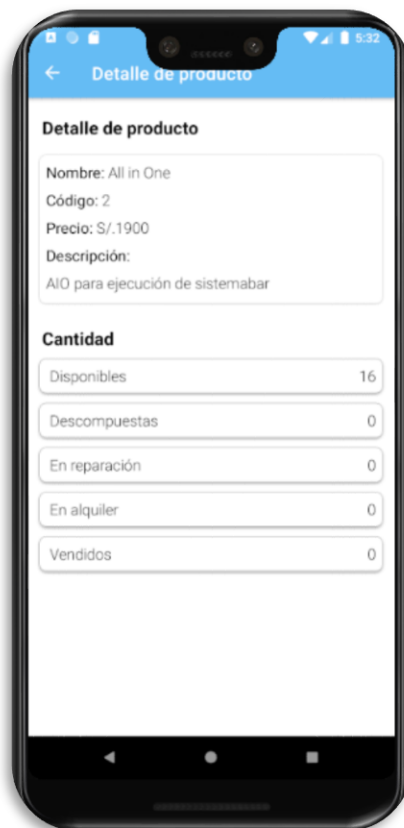 5:32
Detalle de producto
Detalle de producto
Nombre: All in One
Código: 2
Precio: S/.1900
Descripción:
AIO para ejecución de sistemabar
Cantidad
Disponibles 16
Descompuestas 0
En reparación 0
En alquiler 0
Vendidos 0